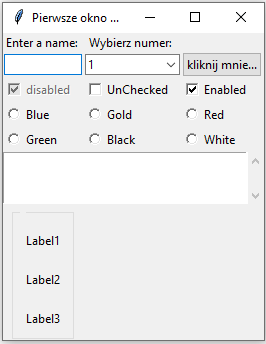 Pierwsze okno ...
Enter a name: Wybierz numer:
1 kliknij mnie...
disabled UnChecked Enabled
Blue Gold Red
Green Black White
Label1
Label2
Label3